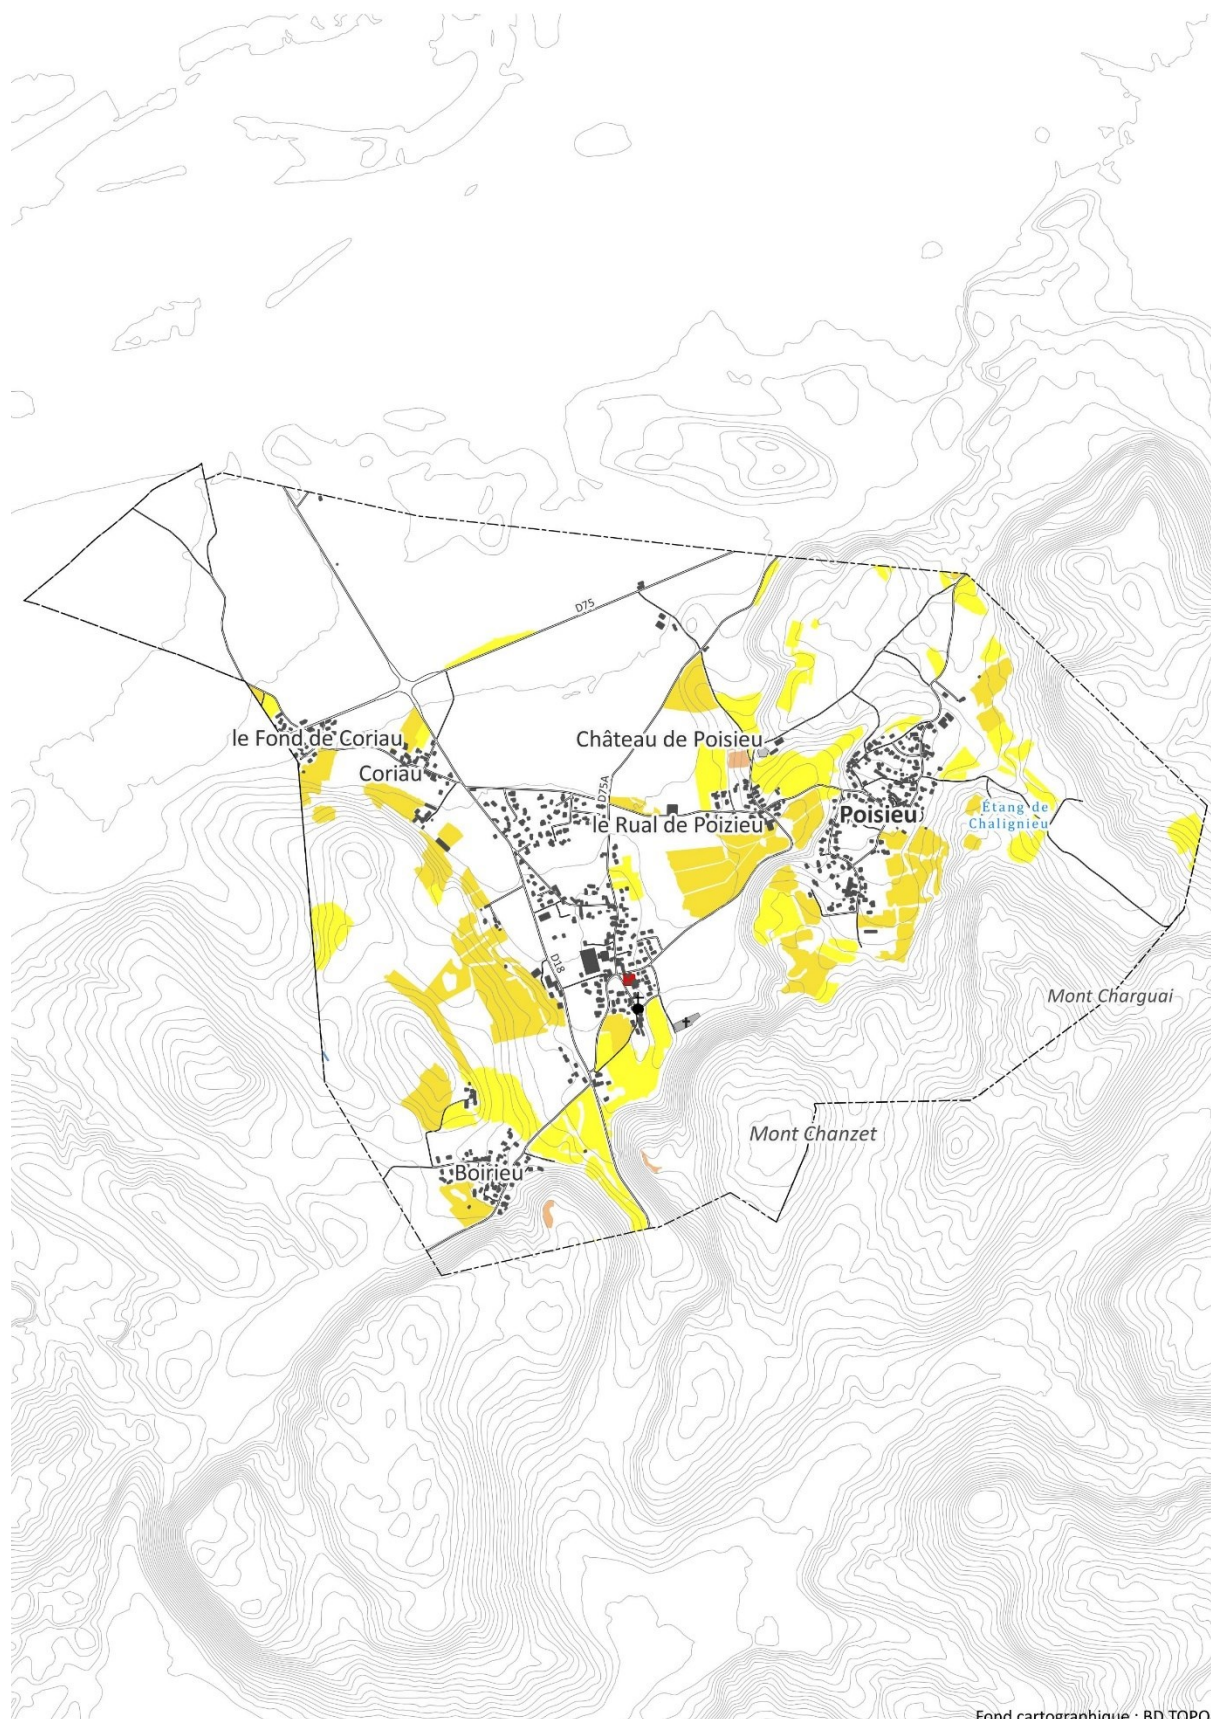 D75
le Fond de Coriau
Château de Poisieu
Coriau
D75A
Étang de
Chalignieu
Poisieu
le Rual de Poizieu
D18
Mont Charguai
Mont Chanzet
Boirieu
Fond cartographique : BD TOPO